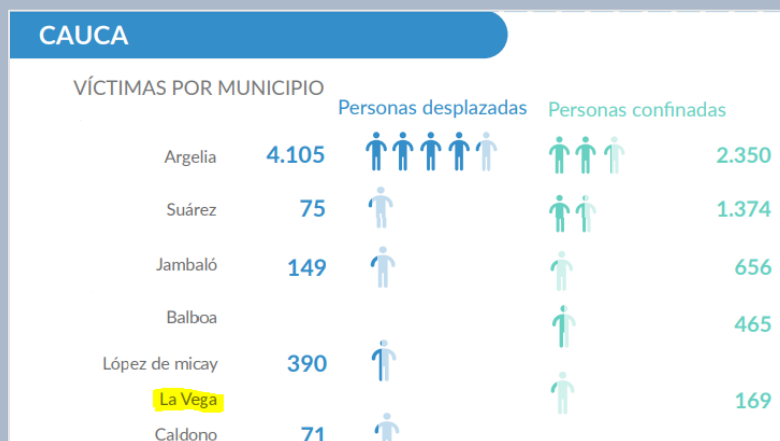 CAUCA
VÍCTIMAS POR MUNICIPIO
Personas desplazadas Personas confinadas
Argelia 4.105 2.350
Suárez 75 1.374
Jambaló 149 656
Balboa 465
López de micay 390
La Vega 169
Caldono 71